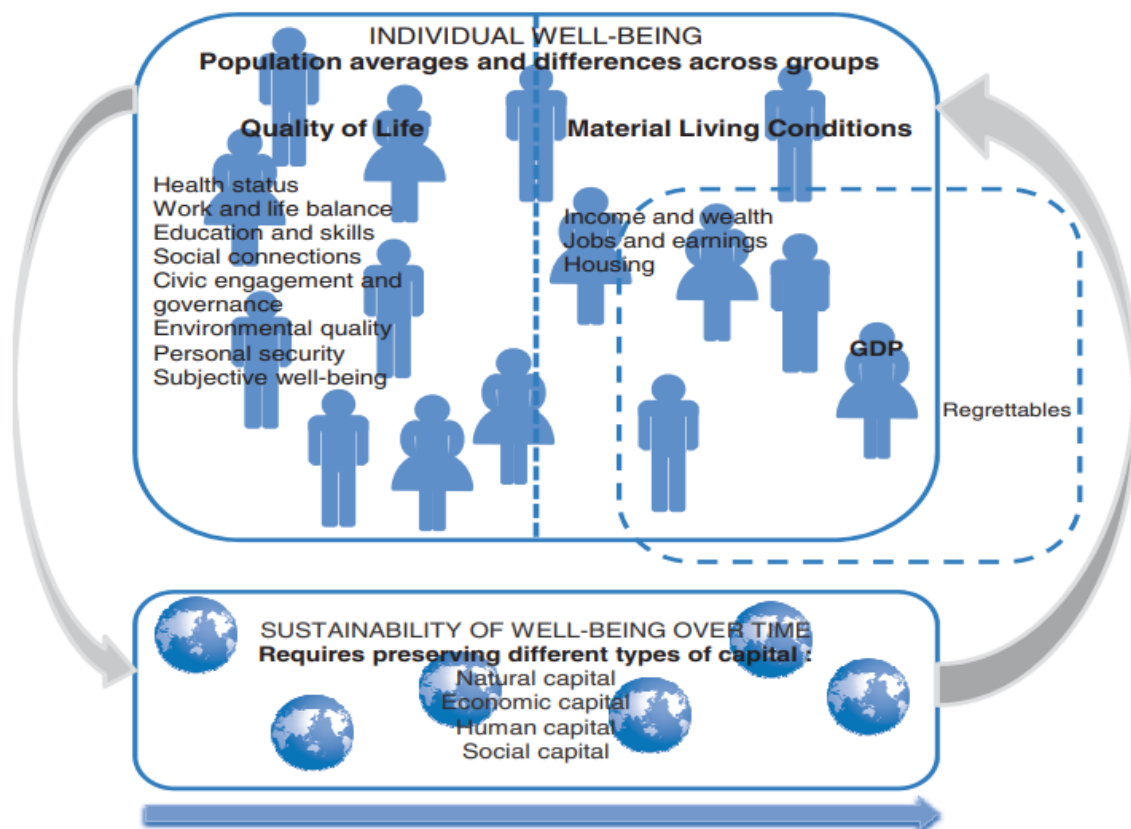 INDIVIDUAL WELL-BEING
Population averages and differences across groups
Quality of Life
Health status
Work and life balance
Education and skills
Social connections
Civic engagement and
governance
Environmental quality
Personal security
Subjective well-being
Material Living Conditions
Income and wealth
Jobs and earnings
Housing
GDP
Regrettables
SUSTAINABILITY OF WELL-BEING OVER TIME
Requires preserving different types of capital :
Natural capital
Economic capital
Human capital
Social capital